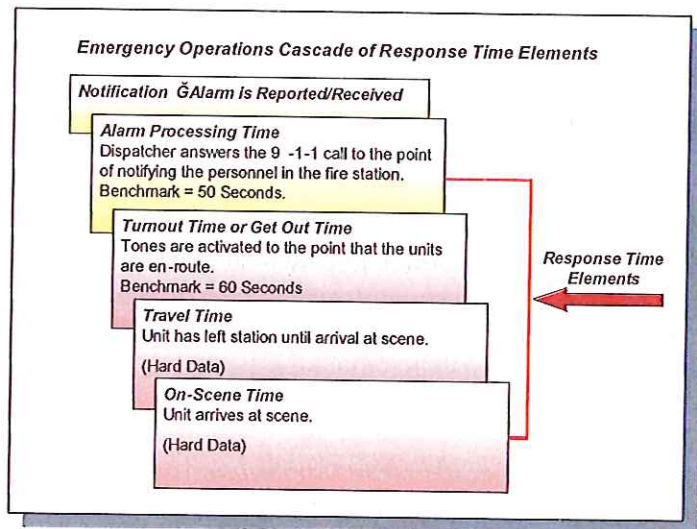 Emergency Operations Cascade of Response Time Elements
Notification ĞAlarm is Reported/Received
Alarm Processing Time
Dispatcher answers the 9 -1-1 call to the point
of notifying the personnel in the fire station.
Benchmark = 50 Seconds.
Turnout Time or Get Out Time
Tones are activated to the point that the units
are en-route.
Benchmark = 60 Seconds
Travel Time
Unit has left station until arrival at scene.
(Hard Data)
On-Scene Time
Unit arrives at scene.
(Hard Data)
Response Time
Elements